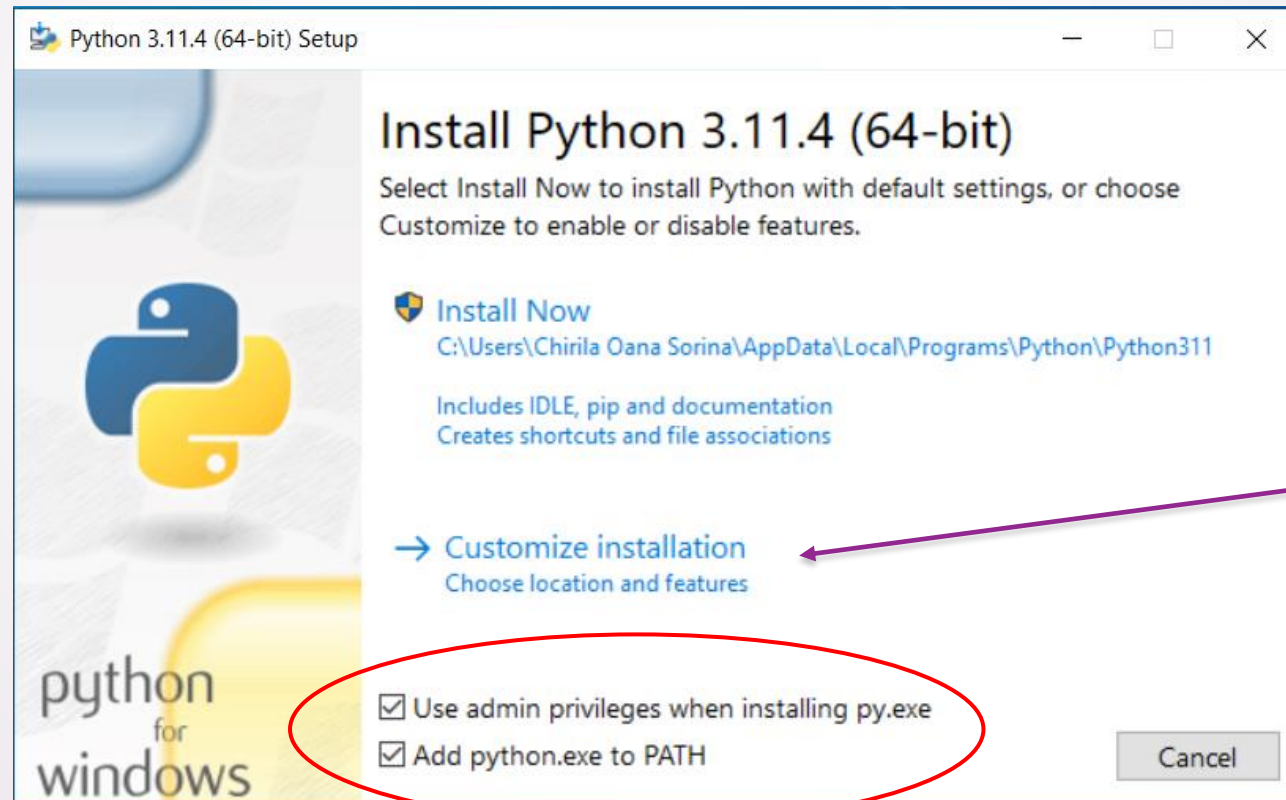 Python 3.11.4 (64-bit) Setup
Install Python 3.11.4 (64-bit)
Select Install Now to install Python with default settings, or choose
Customize to enable or disable features.
Install Now
C:\Users\Chirila Oana Sorina\AppData\Local\Programs\Python\Python311
Includes IDLE, pip and documentation
Creates shortcuts and file associations
Customize installation
Choose location and features
Use admin privileges when installing py.exe
Add python.exe to PATH
Cancel
python
for
windows